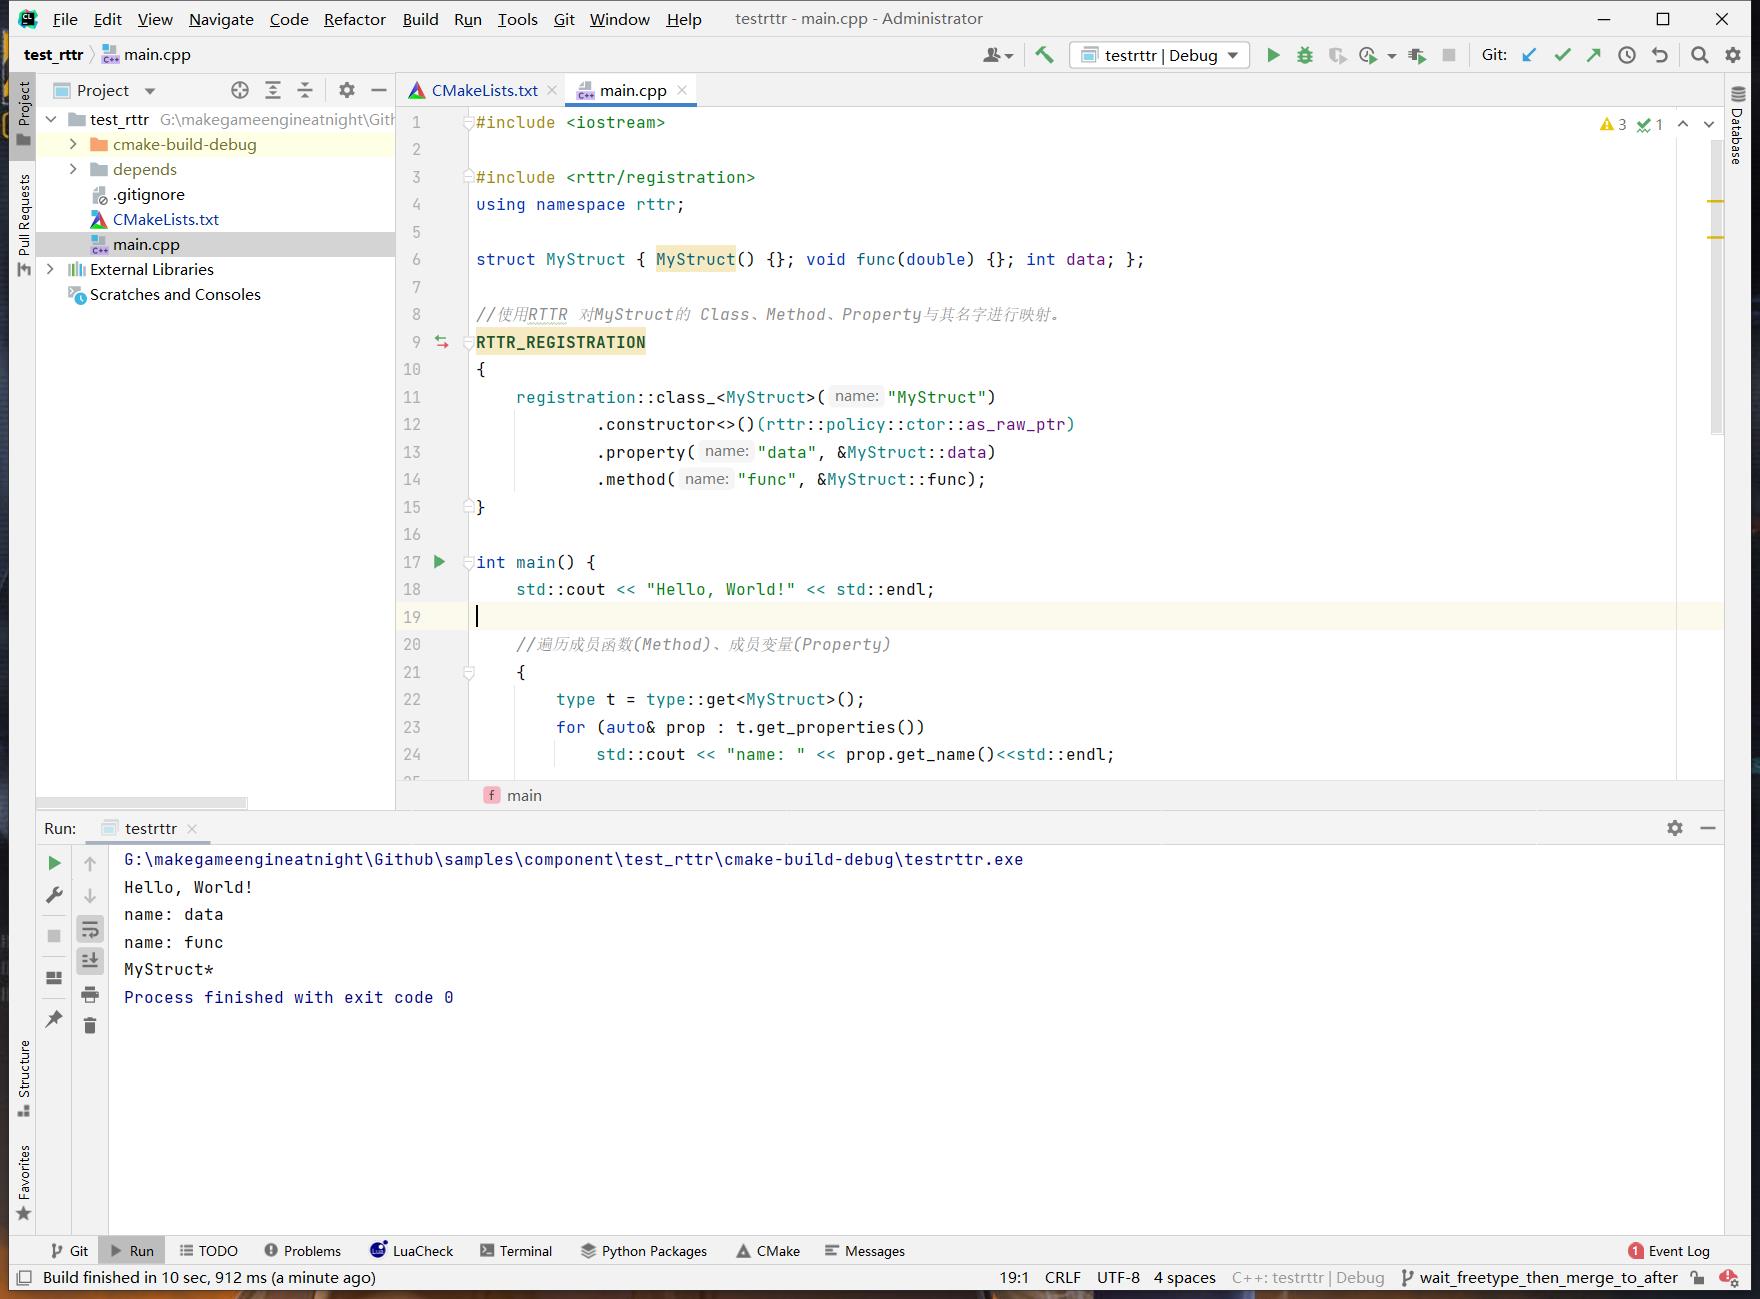 File Edit View Navigate Code Refactor Build Run Tools Git Window Help testrttr - main.cpp - Administrator
test_rttr main.cpp testrttr | Debug Git:
Project
CMakeLists.txt main.cpp
Project
Pull Requests
Database
test_rttr G:\makegameengineatnight\Gith
cmake-build-debug
depends
.gitignore
CMakeLists.txt
main.cpp
External Libraries
Scratches and Consoles
3 1
1 #include <iostream>
2
3 #include <rttr/registration>
4 using namespace rttr;
5
6 struct MyStruct { MyStruct() {}; void func(double) {}; int data; };
7
8 //使用RTTR 对MyStruct的 Class、Method、Property与其名字进行映射。
9 RTTR_REGISTRATION
10 {
11 registration::class_<MyStruct>( name: "MyStruct")
12 .constructor<>()(rttr::policy::ctor::as_raw_ptr)
13 .property( name: "data", &MyStruct::data)
14 .method( name: "func", &MyStruct::func);
15 }
16
17 int main() {
18 std::cout << "Hello, World!" << std::endl;
19
20 //遍历成员函数(Method)、成员变量(Property)
21 {
22 type t = type::get<MyStruct>();
23 for (auto& prop : t.get_properties())
24 std::cout << "name: " << prop.get_name()<<std::endl;
f main
Run: testrttr
G:\makegameengineatnight\Github\samples\component\test_rttr\cmake-build-debug\testrttr.exe
Hello, World!
name: data
name: func
MyStruct*
Process finished with exit code 0
Structure
Favorites
Git Run TODO Problems LuaCheck Terminal Python Packages CMake Messages 1 Event Log
Build finished in 10 sec, 912 ms (a minute ago) 19:1 CRLF UTF-8 4 spaces C++: testrttr | Debug wait_freetype_then_merge_to_after